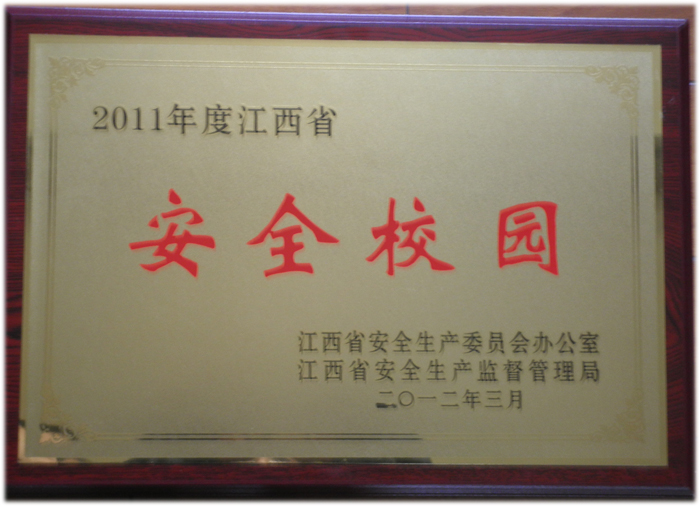 2011年度江西省
安全校园
江西省安全生产委员会办公室
江西省安全生产监督管理局
二〇一二年三月